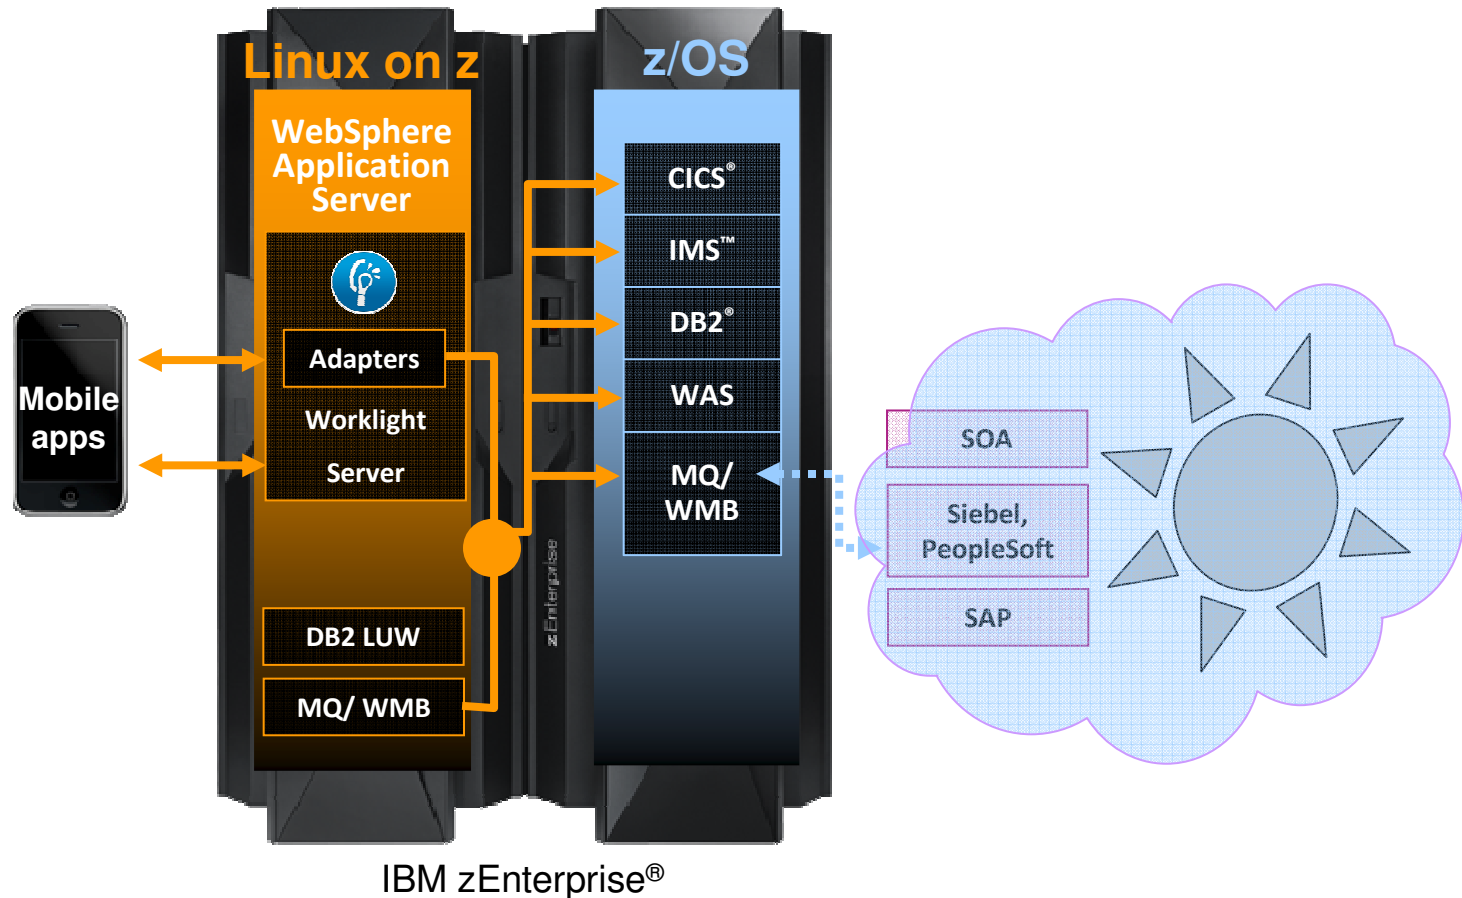 Linux on z
z/OS
WebSphere
Application
Server
Adapters
Worklight
Server
DB2 LUW
MQ/ WMB
CICS®
IMS™
DB2®
WAS
MQ/
WMB
Mobile
apps
zEnterprise
SOA
Siebel,
PeopleSoft
SAP
IBM zEnterprise®